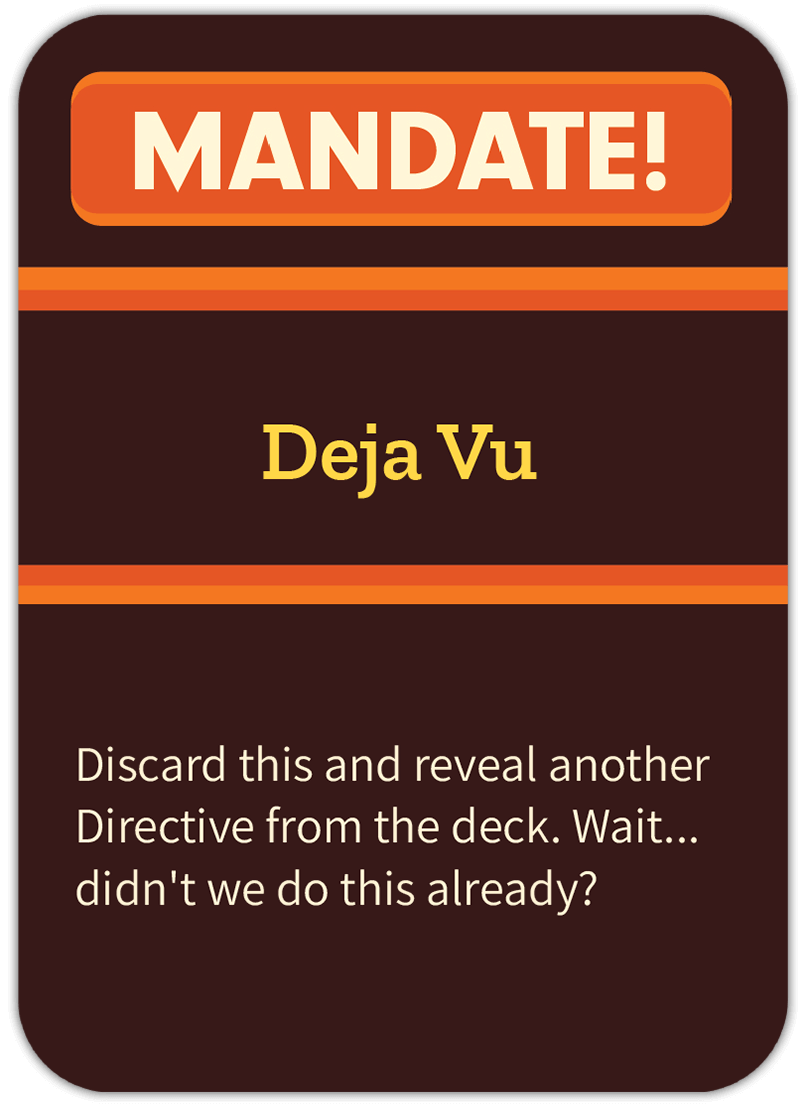 MANDATE!
Deja Vu
Discard this and reveal another
Directive from the deck. Wait...
didn't we do this already?